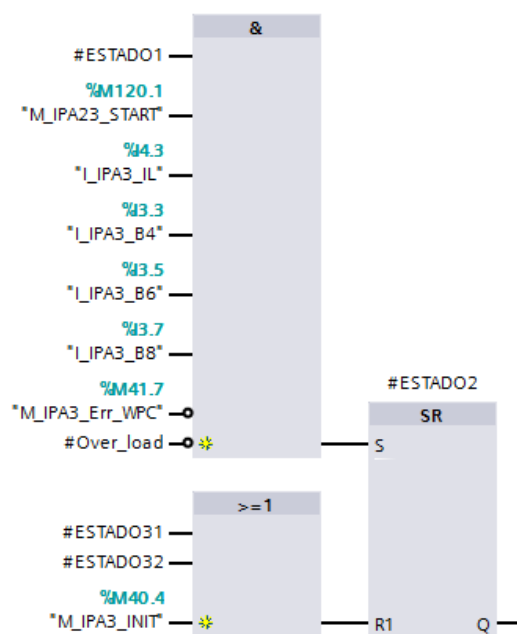 &
#ESTADO1
%M120.1
"M_IPA23_START"
%I4.3
"I_IPA3_IL"
%I3.3
"I_IPA3_B4"
%I3.5
"I_IPA3_B6"
%I3.7
"I_IPA3_B8"
%M41.7
"M_IPA3_Err_WPC"
#Over_load
#ESTADO2
SR
S
>=1
#ESTADO31
#ESTADO32
%M40.4
"M_IPA3_INIT"
R1 Q